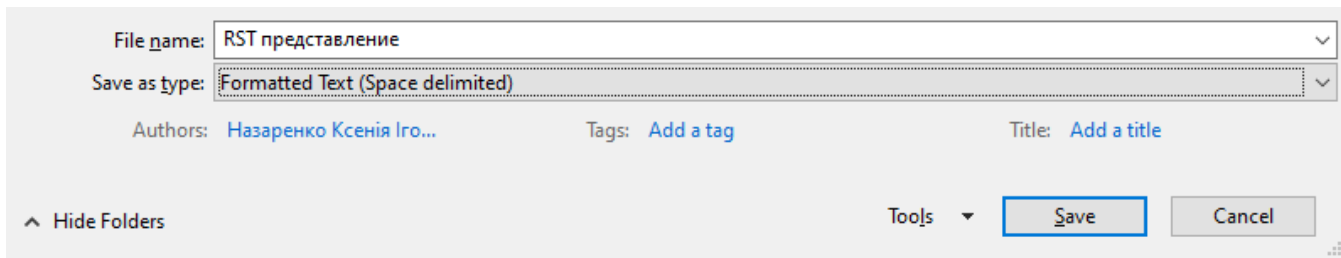 File name: RST представление
Save as type: Formatted Text (Space delimited)
Authors: Назаренко Ксенія Іго... Tags: Add a tag Title: Add a title
Hide Folders Tools Save Cancel